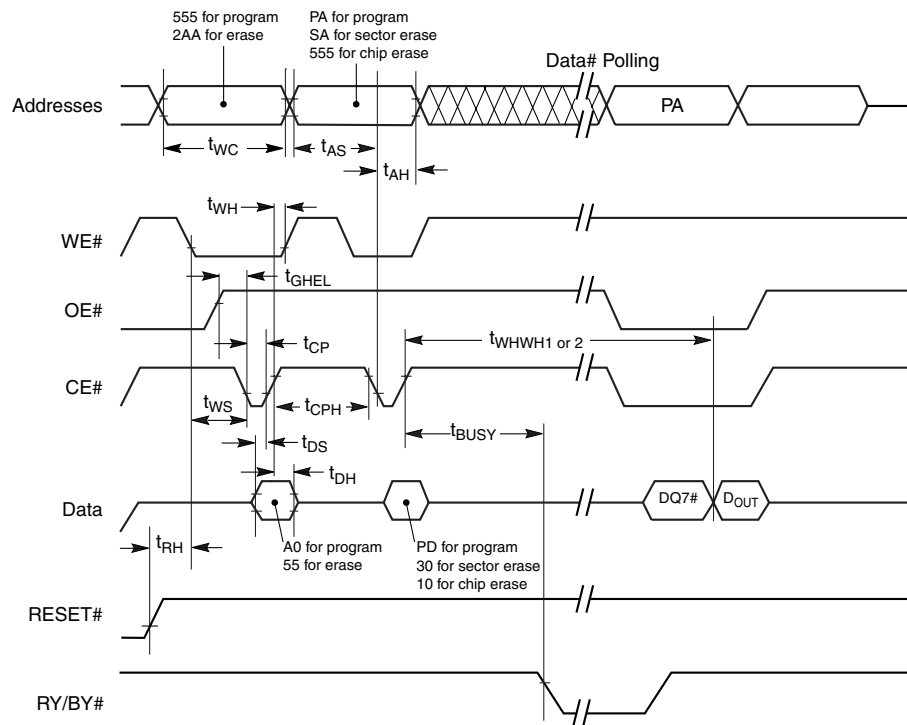 555 for program
2AA for erase
PA for program
SA for sector erase
555 for chip erase
Data# Polling
Addresses
PA
tWC
tAS
tAH
tWH
WE#
tGHEL
OE#
tCP
tWHWH1 or 2
CE#
tWS
tCPH
tBUSY
tDS
tDH
Data
DQ7#
DOUT
tRH
A0 for program
55 for erase
PD for program
30 for sector erase
10 for chip erase
RESET#
RY/BY#